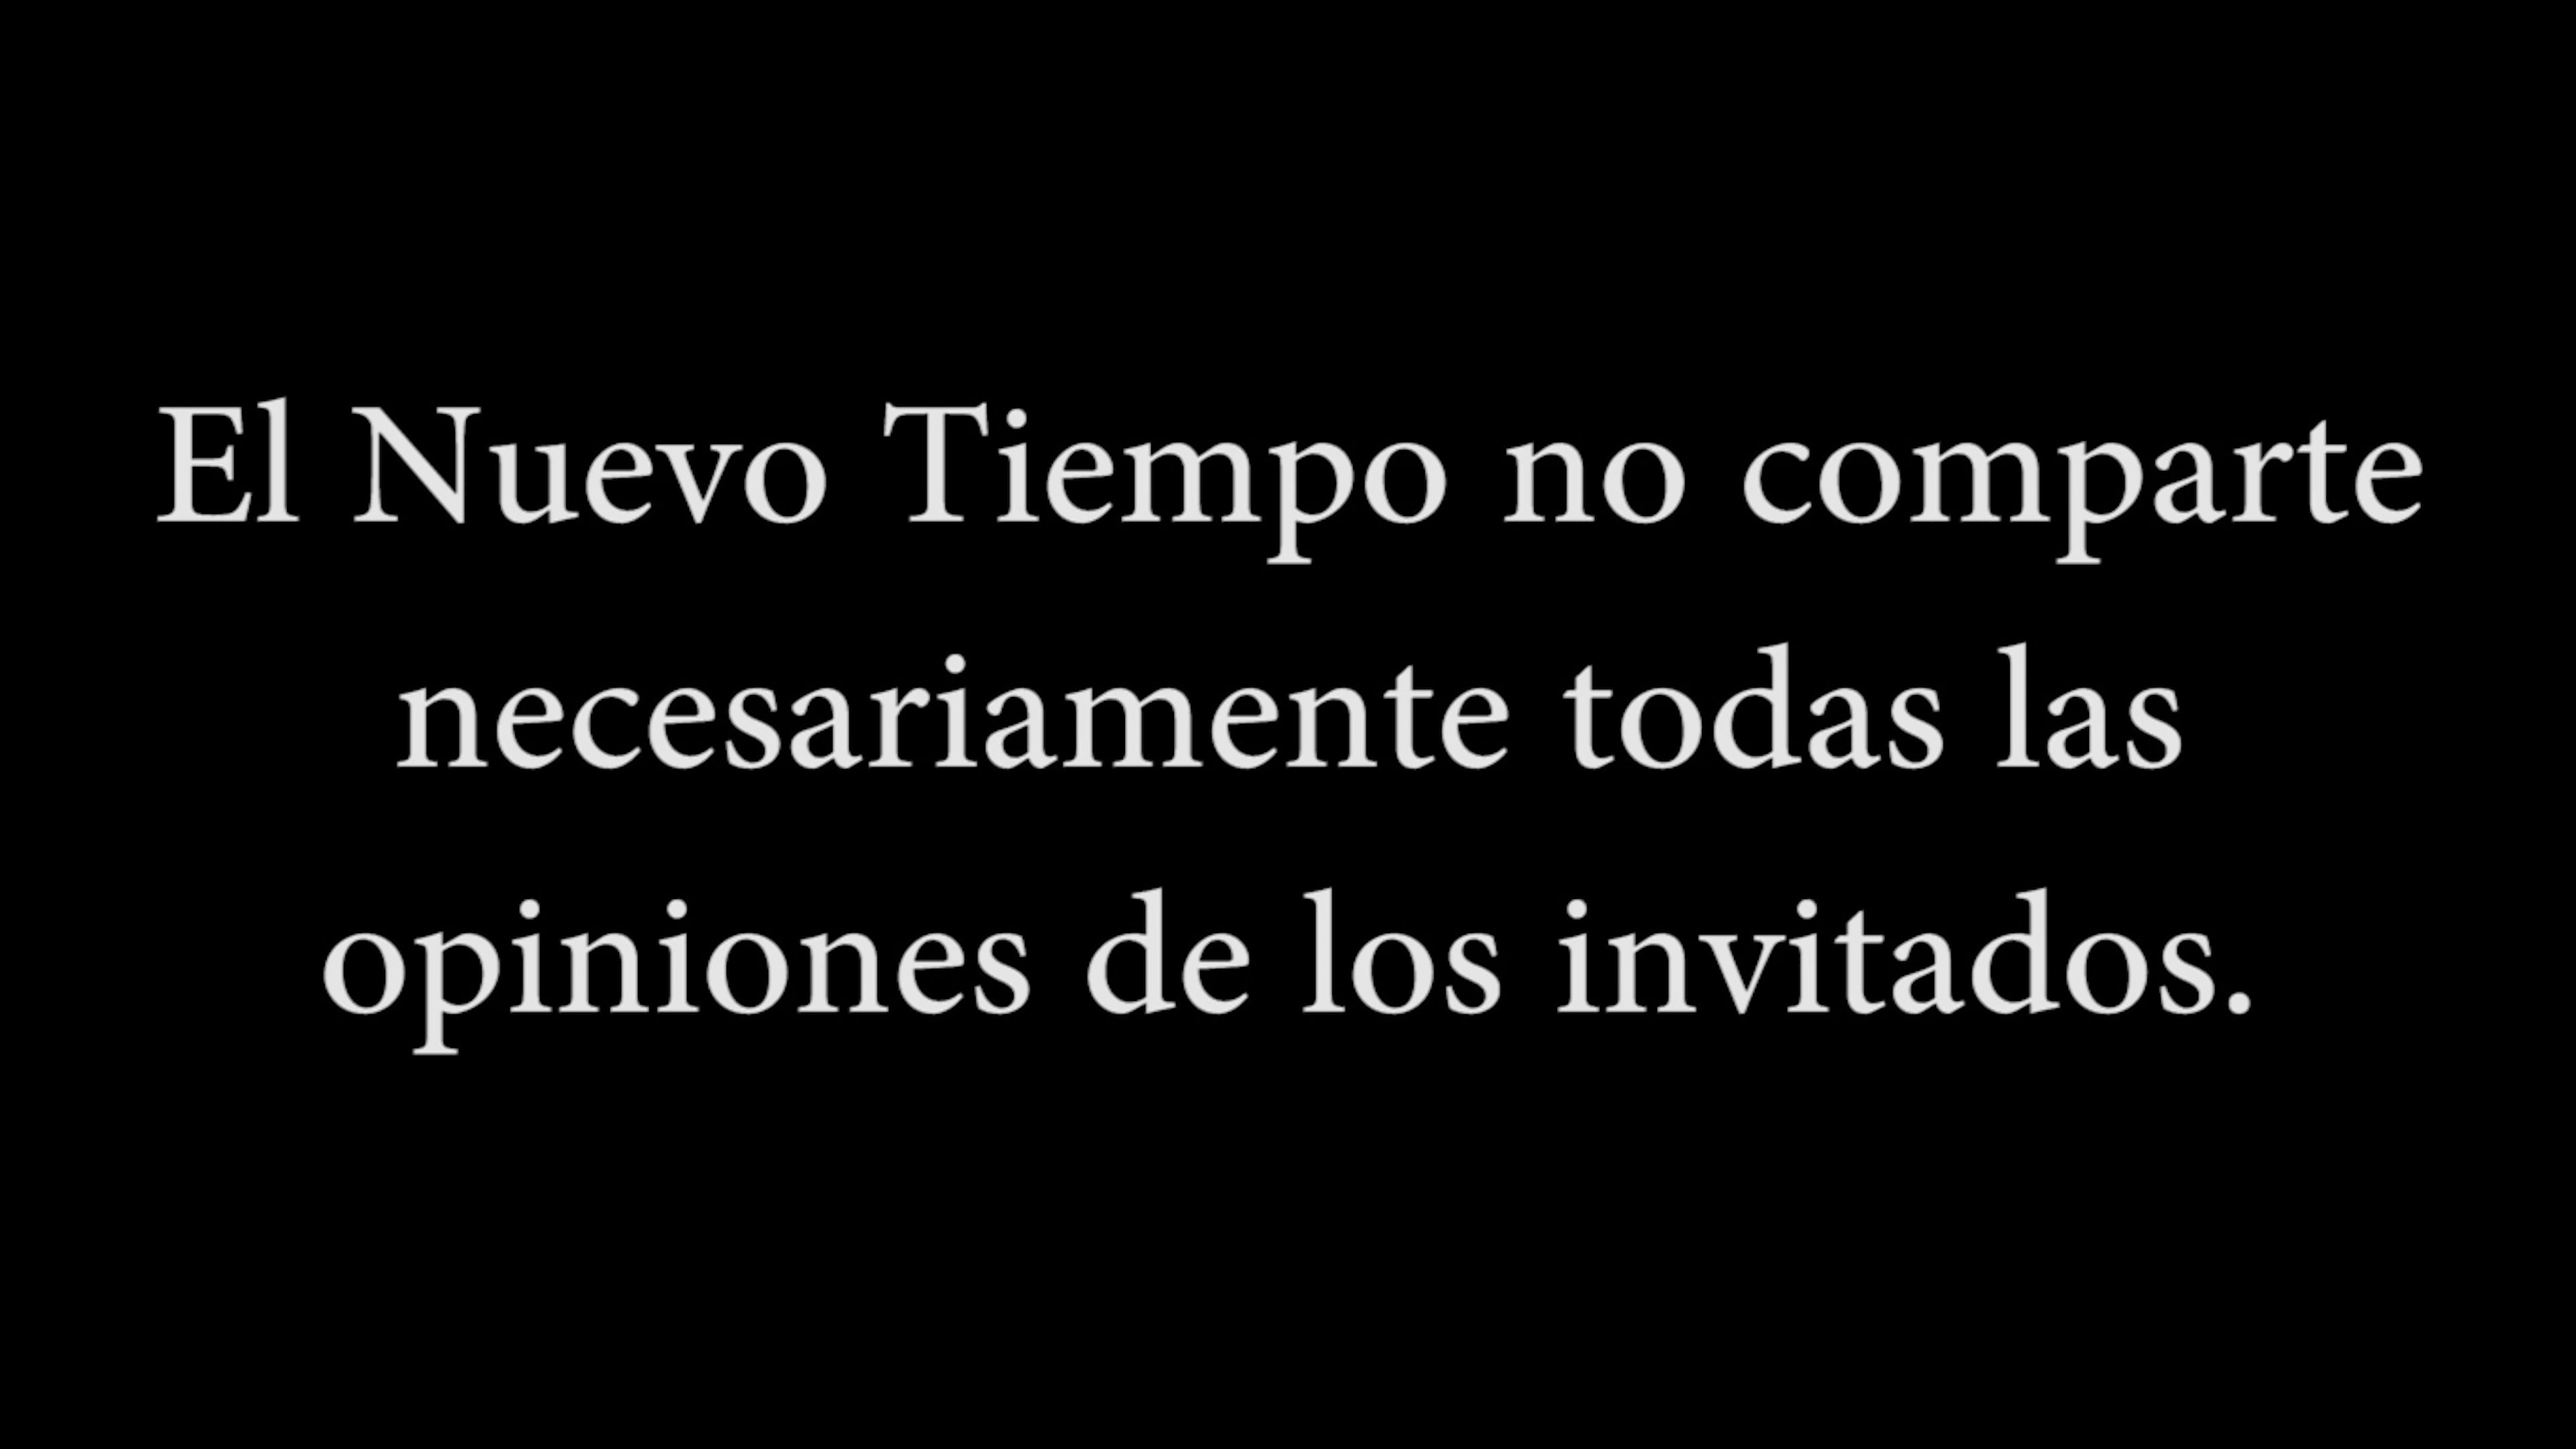 El Nuevo Tiempo no comparte
necesariamente todas las
opiniones de los invitados.